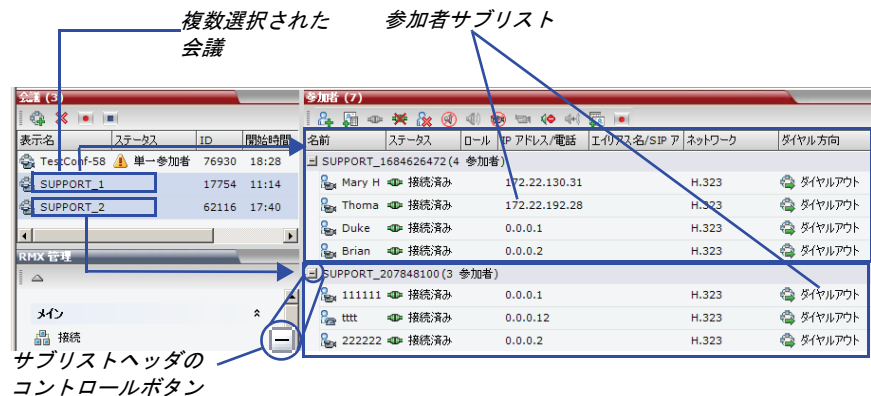 複数選択された
会議
参加者サブリスト
会議 (3)
表示名 ステータス ID 開始時間
TestConf-58 単一参加者 76930 18:28
SUPPORT_1 17754 11:14
SUPPORT_2 62116 17:40
RMX 管理
メイン
接続
参加者 (7)
名前 ステータス ロール IP アドレス/電話 エイリアス名/SIP ア ネットワーク ダイヤル方向
SUPPORT_1684626472(4 参加者)
Mary H 接続済み 172.22.130.31 H.323 ダイヤルアウト
Thoma 接続済み 172.22.192.28 H.323 ダイヤルアウト
Duke 接続済み 0.0.0.1 H.323 ダイヤルアウト
Brian 接続済み 0.0.0.2 H.323 ダイヤルアウト
SUPPORT_207848100(3 参加者)
111111 接続済み 0.0.0.1 H.323 ダイヤルアウト
tttt 接続済み 0.0.0.12 H.323 ダイヤルアウト
222222 接続済み 0.0.0.2 H.323 ダイヤルアウト
サブリストヘッダの
コントロールボタン